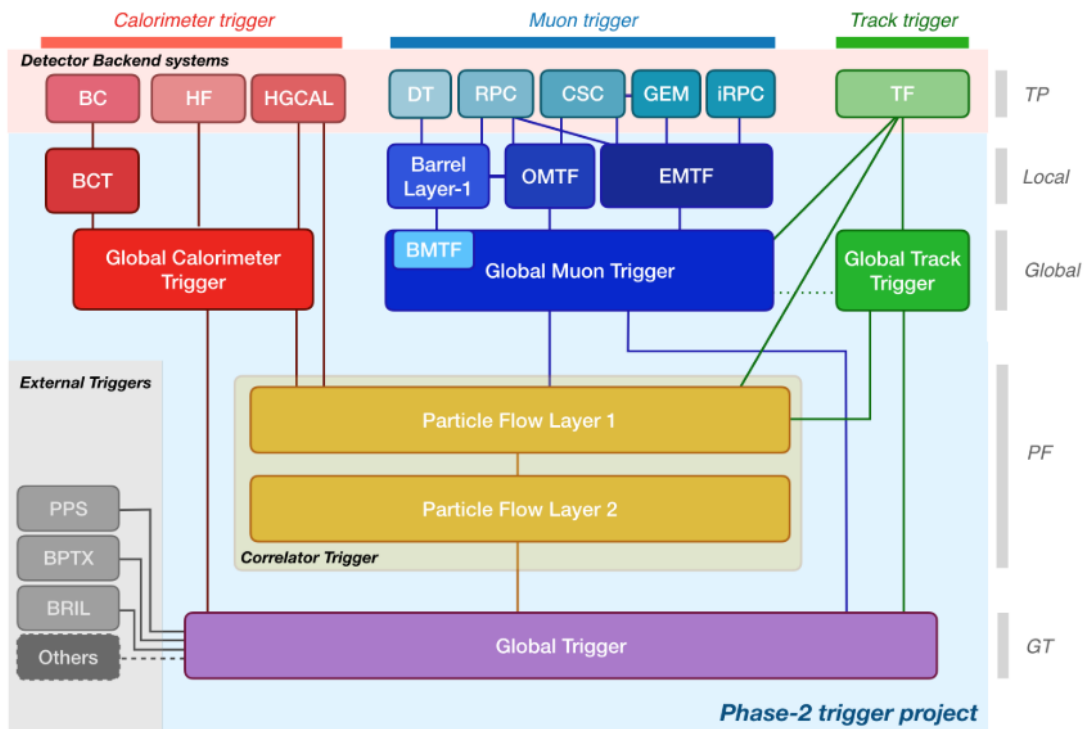 Calorimeter trigger
Muon trigger
Track trigger
Detector Backend systems
BC
HF
HGCAL
DT
RPC
CSC
GEM
iRPC
TF
TP
BCT
Barrel
Layer-1
OMTF
EMTF
Local
Global Calorimeter
Trigger
BMTF
Global Muon Trigger
Global Track
Trigger
Global
External Triggers
Particle Flow Layer 1
PF
Particle Flow Layer 2
Correlator Trigger
PPS
BPTX
BRIL
Others
Global Trigger
GT
Phase-2 trigger project